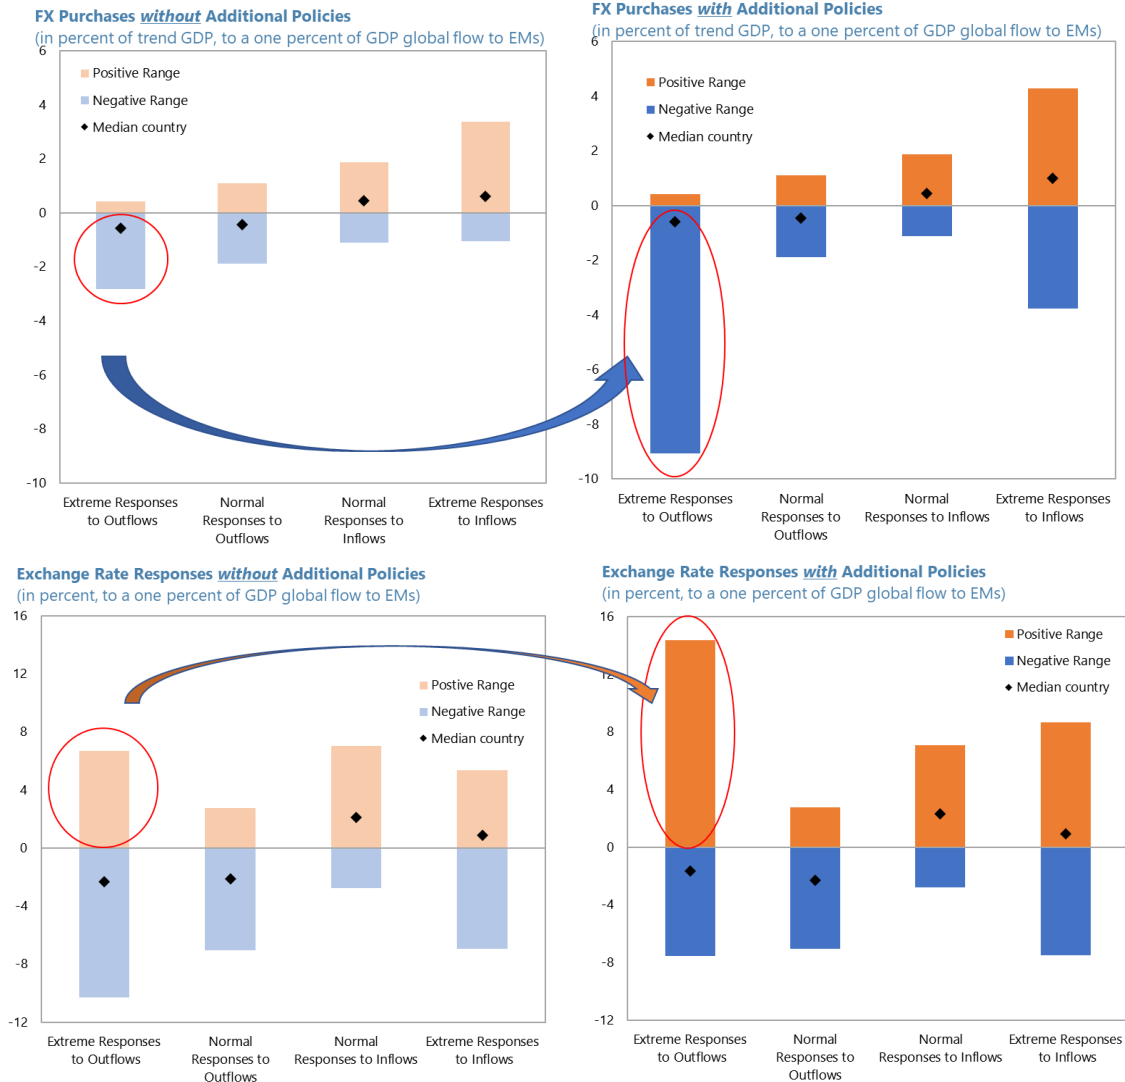 FX Purchases without Additional Policies
(in percent of trend GDP, to a one percent of GDP global flow to EMs)
6
4
2
0
-2
-4
-6
-8
-10
Positive Range
Negative Range
Median country
Extreme Responses
to Outflows
Normal
Responses to
Outflows
Normal
Responses to
Inflows
Extreme Responses
to Inflows
FX Purchases with Additional Policies
(in percent of trend GDP, to a one percent of GDP global flow to EMs)
6
4
2
0
-2
-4
-6
-8
-10
Positive Range
Negative Range
Median country
Extreme Responses
to Outflows
Normal
Responses to
Outflows
Normal
Responses to Inflows
Extreme Responses
to Inflows
Exchange Rate Responses without Additional Policies
(in percent, to a one percent of GDP global flow to EMs)
16
12
8
4
0
-4
-8
-12
Postive Range
Negative Range
Median country
Extreme Responses
to Outflows
Normal
Responses to
Outflows
Normal
Responses to Inflows
Extreme Responses
to Inflows
Exchange Rate Responses with Additional Policies
(in percent, to a one percent of GDP global flow to EMs)
16
12
8
4
0
-4
-8
-12
Positive Range
Negative Range
Median country
Extreme Responses
to Outflows
Normal
Responses to
Outflows
Normal
Responses to Inflows
Extreme Responses
to Inflows